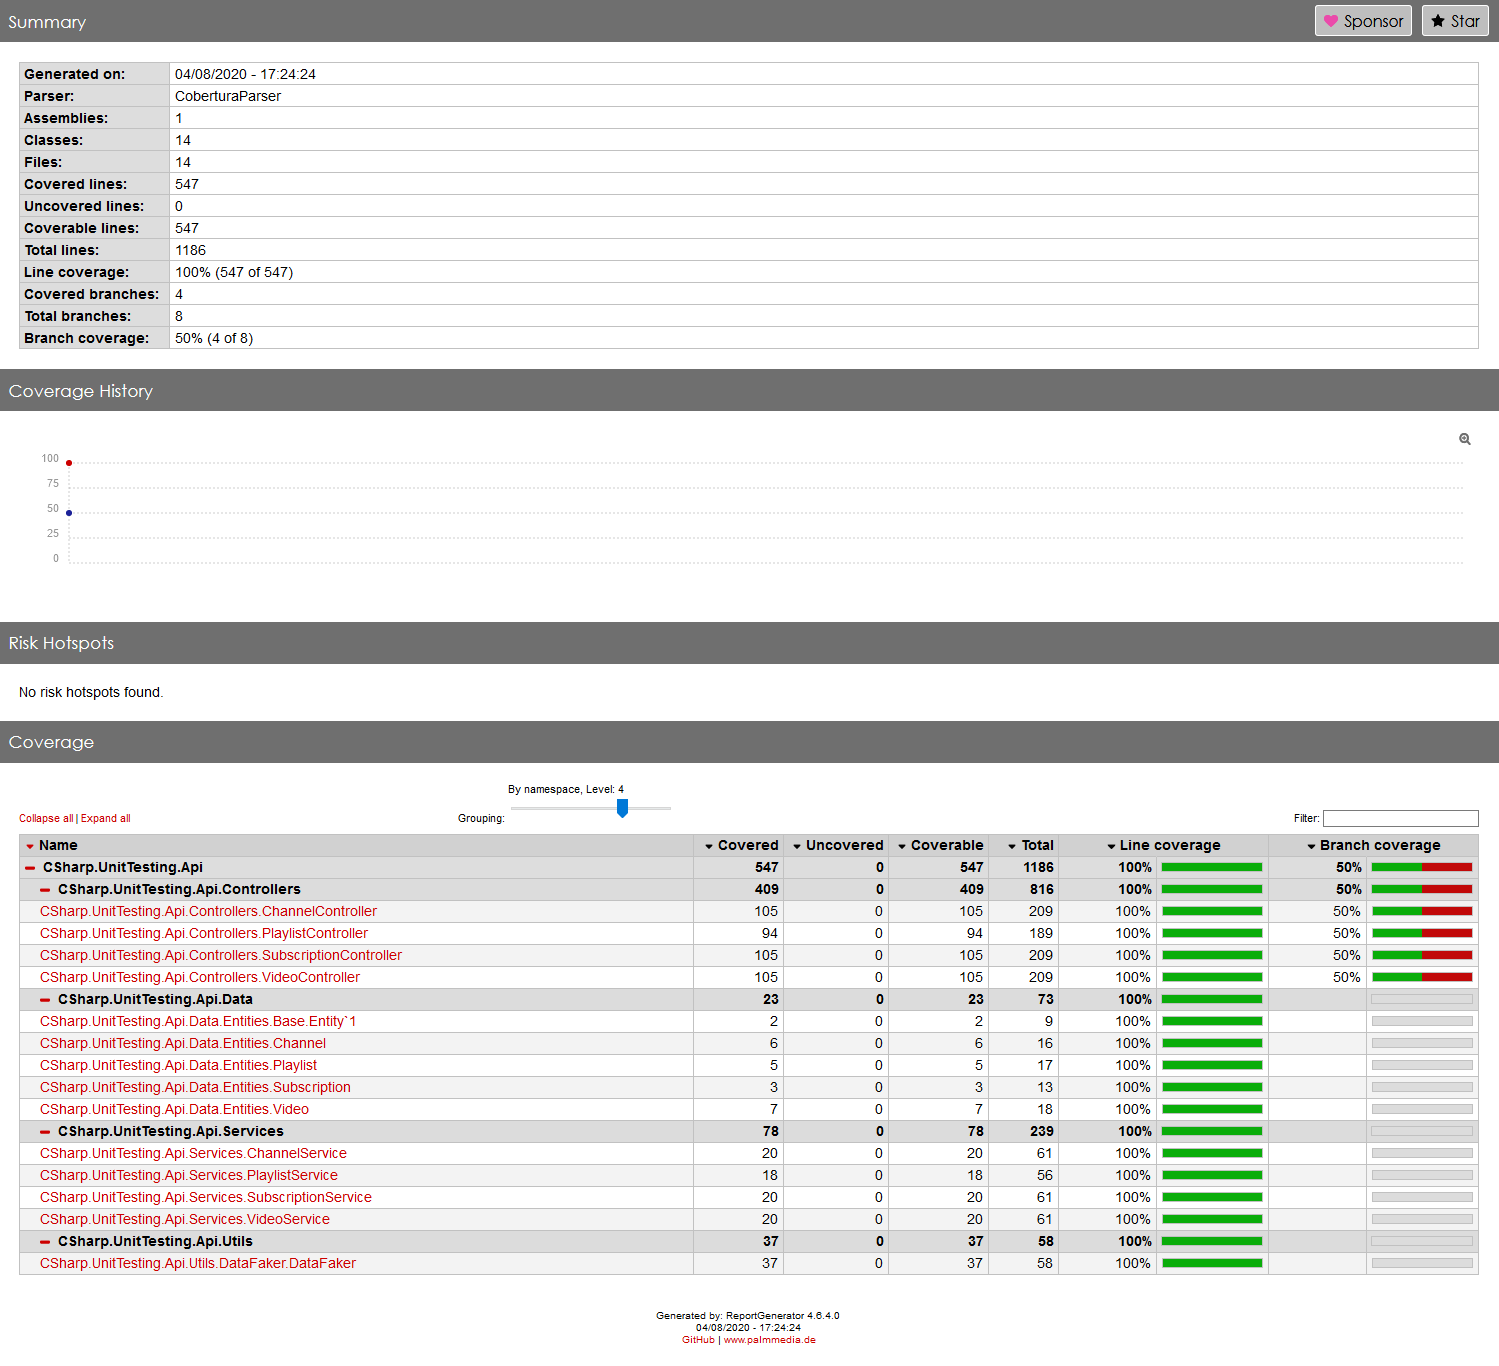 Summary
Sponsor Star
Generated on: 04/08/2020 - 17:24:24
Parser: CoberturaParser
Assemblies: 1
Classes: 14
Files: 14
Covered lines: 547
Uncovered lines: 0
Coverable lines: 547
Total lines: 1186
Line coverage: 100% (547 of 547)
Covered branches: 4
Total branches: 8
Branch coverage: 50% (4 of 8)
Coverage History
100
75
50
25
0
Risk Hotspots
No risk hotspots found.
Coverage
By namespace, Level: 4
Collapse all | Expand all Grouping: Filter:
Name Covered Uncovered Coverable Total Line coverage Branch coverage
CSharp.UnitTesting.Api 547 0 547 1186 100% 50%
CSharp.UnitTesting.Api.Controllers 409 0 409 816 100% 50%
CSharp.UnitTesting.Api.Controllers.ChannelController 105 0 105 209 100% 50%
CSharp.UnitTesting.Api.Controllers.PlaylistController 94 0 94 189 100% 50%
CSharp.UnitTesting.Api.Controllers.SubscriptionController 105 0 105 209 100% 50%
CSharp.UnitTesting.Api.Controllers.VideoController 105 0 105 209 100% 50%
CSharp.UnitTesting.Api.Data 23 0 23 73 100%
CSharp.UnitTesting.Api.Data.Entities.Base.Entity`1 2 0 2 9 100%
CSharp.UnitTesting.Api.Data.Entities.Channel 6 0 6 16 100%
CSharp.UnitTesting.Api.Data.Entities.Playlist 5 0 5 17 100%
CSharp.UnitTesting.Api.Data.Entities.Subscription 3 0 3 13 100%
CSharp.UnitTesting.Api.Data.Entities.Video 7 0 7 18 100%
CSharp.UnitTesting.Api.Services 78 0 78 239 100%
CSharp.UnitTesting.Api.Services.ChannelService 20 0 20 61 100%
CSharp.UnitTesting.Api.Services.PlaylistService 18 0 18 56 100%
CSharp.UnitTesting.Api.Services.SubscriptionService 20 0 20 61 100%
CSharp.UnitTesting.Api.Services.VideoService 20 0 20 61 100%
CSharp.UnitTesting.Api.Utils 37 0 37 58 100%
CSharp.UnitTesting.Api.Utils.DataFaker.DataFaker 37 0 37 58 100%
Generated by: ReportGenerator 4.6.4.0
04/08/2020 - 17:24:24
GitHub | www.palmmedia.de